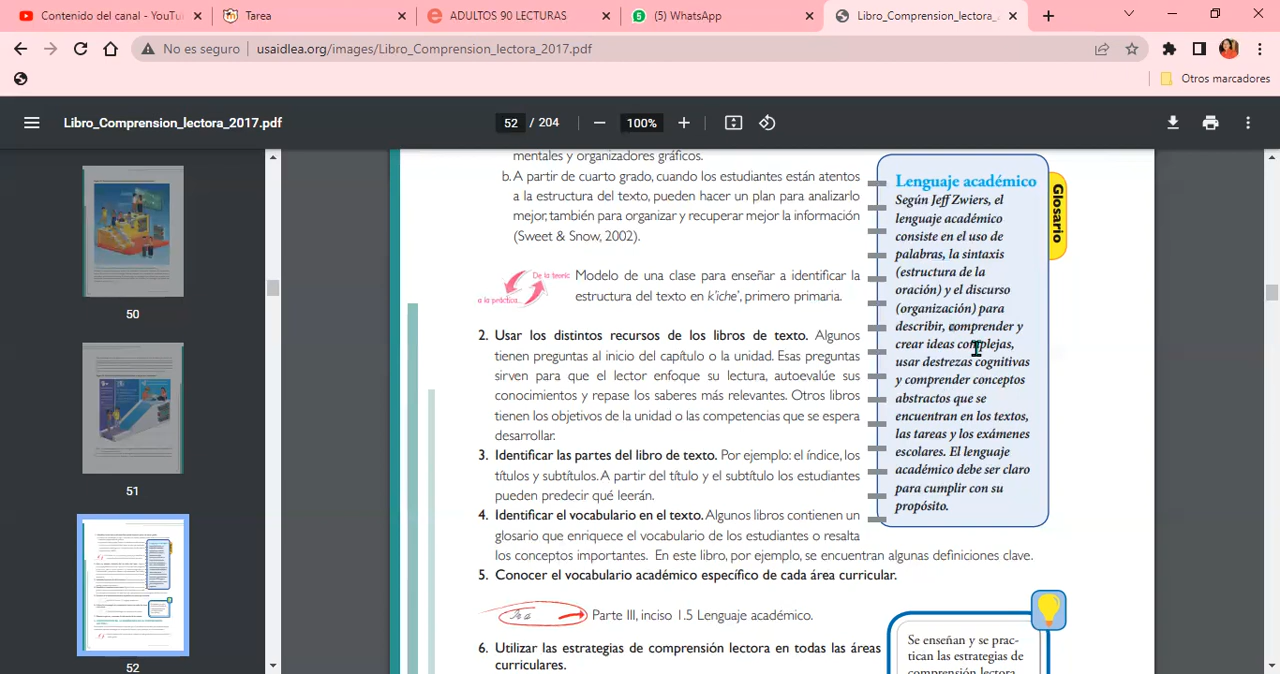 Contenido del canal - YouTu
Tarea
ADULTOS 90 LECTURAS
(5) WhatsApp
Libro_Comprension_lectora_
No es seguro
usaidlea.org/images/Libro_Comprension_lectora_2017.pdf
Otros marcadores
Libro_Comprension_lectora_2017.pdf
52 / 204
100%
50
51
52
mentales y organizadores gráficos.
b. A partir de cuarto grado, cuando los estudiantes están atentos
a la estructura del texto, pueden hacer un plan para analizarlo
mejor, también para organizar y recuperar mejor la información
(Sweet & Snow, 2002).
De la teoría
a la práctica...
Modelo de una clase para enseñar a identificar la
estructura del texto en k'iche', primero primaria.
2. Usar los distintos recursos de los libros de texto. Algunos
tienen preguntas al inicio del capítulo o la unidad. Esas preguntas
sirven para que el lector enfoque su lectura, autoevalúe sus
conocimientos y repase los saberes más relevantes. Otros libros
tienen los objetivos de la unidad o las competencias que se espera
desarrollar.
3. Identificar las partes del libro de texto. Por ejemplo: el índice, los
títulos y subtítulos. A partir del título y el subtítulo los estudiantes
pueden predecir qué leerán.
4. Identificar el vocabulario en el texto. Algunos libros contienen un
glosario que enriquece el vocabulario de los estudiantes o resalta
los conceptos importantes. En este libro, por ejemplo, se encuentran algunas definiciones clave.
5. Conocer el vocabulario académico específico de cada área curricular.
Ir a
Parte III, inciso 1.5 Lenguaje académico.
6. Utilizar las estrategias de comprensión lectora en todas las áreas
curriculares.
Glosario
Lenguaje académico
Según Jeff Zwiers, el
lenguaje académico
consiste en el uso de
palabras, la sintaxis
(estructura de la
oración) y el discurso
(organización) para
describir, comprender y
crear ideas complejas,
usar destrezas cognitivas
y comprender conceptos
abstractos que se
encuentran en los textos,
las tareas y los exámenes
escolares. El lenguaje
académico debe ser claro
para cumplir con su
propósito.
Se enseñan y se prac-
tican las estrategias de
comprensión lectora